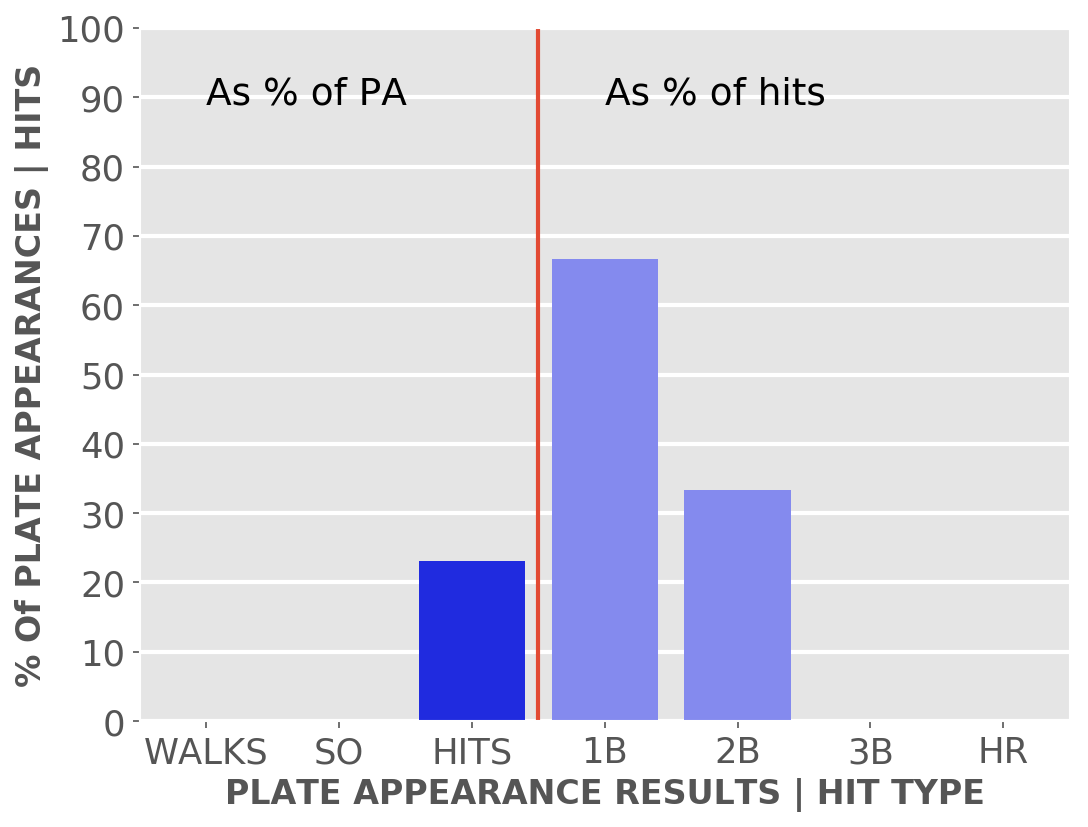 % Of PLATE APPEARANCES | HITS
100
90
80
70
60
50
40
30
20
10
0
As % of PA
As % of hits
WALKS SO HITS 1B 2B 3B HR
PLATE APPEARANCE RESULTS | HIT TYPE